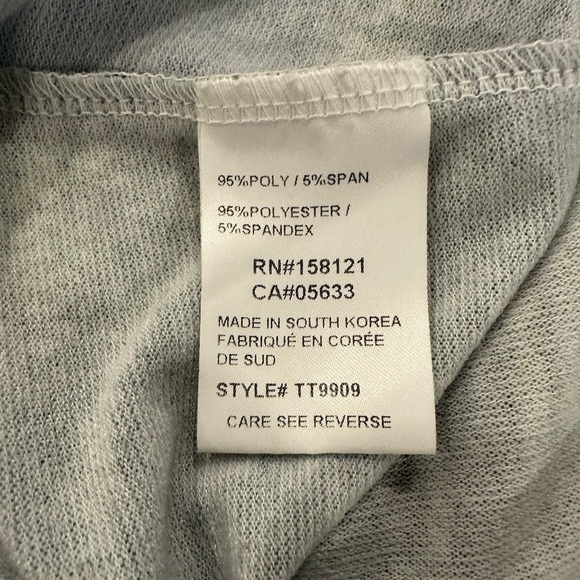 95%POLY / 5%SPAN
95%POLYESTER /
5%SPANDEX
RN#158121
CA#05633
MADE IN SOUTH KOREA
FABRIQUÉ EN CORÉE
DE SUD
STYLE# TT9909
CARE SEE REVERSE